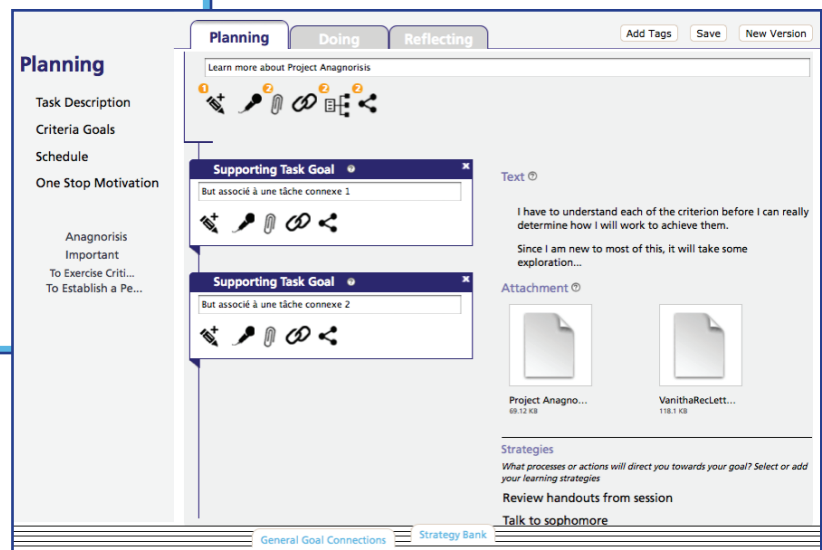 Planning
Doing
Reflecting
Add Tags
Save
New Version
Planning
Task Description
Criteria Goals
Schedule
One Stop Motivation
Anagnorisis
Important
To Exercise Criti...
To Establish a Pe...
Learn more about Project Anagnorisis
1
2
2
2
Supporting Task Goal ? x
But associé à une tâche connexe 1
Supporting Task Goal ? x
But associé à une tâche connexe 2
Text ?
I have to understand each of the criterion before I can really
determine how I will work to achieve them.
Since I am new to most of this, it will take some
exploration...
Attachment ?
Project Anagno...
69.12 KB
VanithaRecLett...
118.1 KB
Strategies
What processes or actions will direct you towards your goal? Select or add
your learning strategies
Review handouts from session
Talk to sophomore
General Goal Connections
Strategy Bank